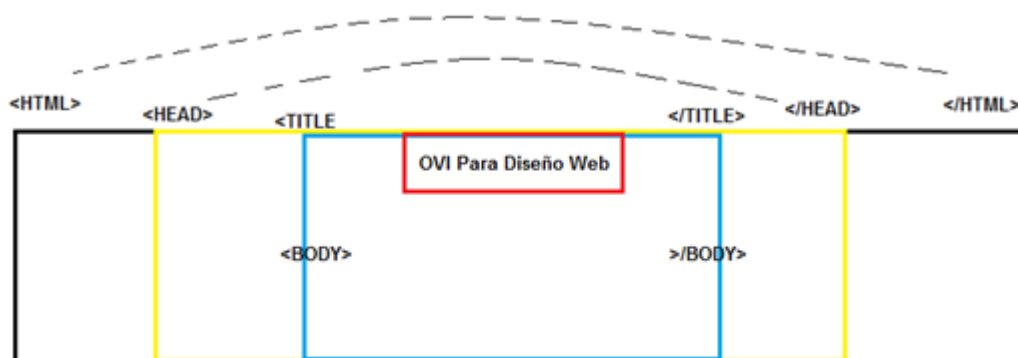 <HTML> </HTML>
<HEAD> </HEAD>
<TITLE </TITLE>
OVI Para Diseño Web
<BODY> >/BODY>